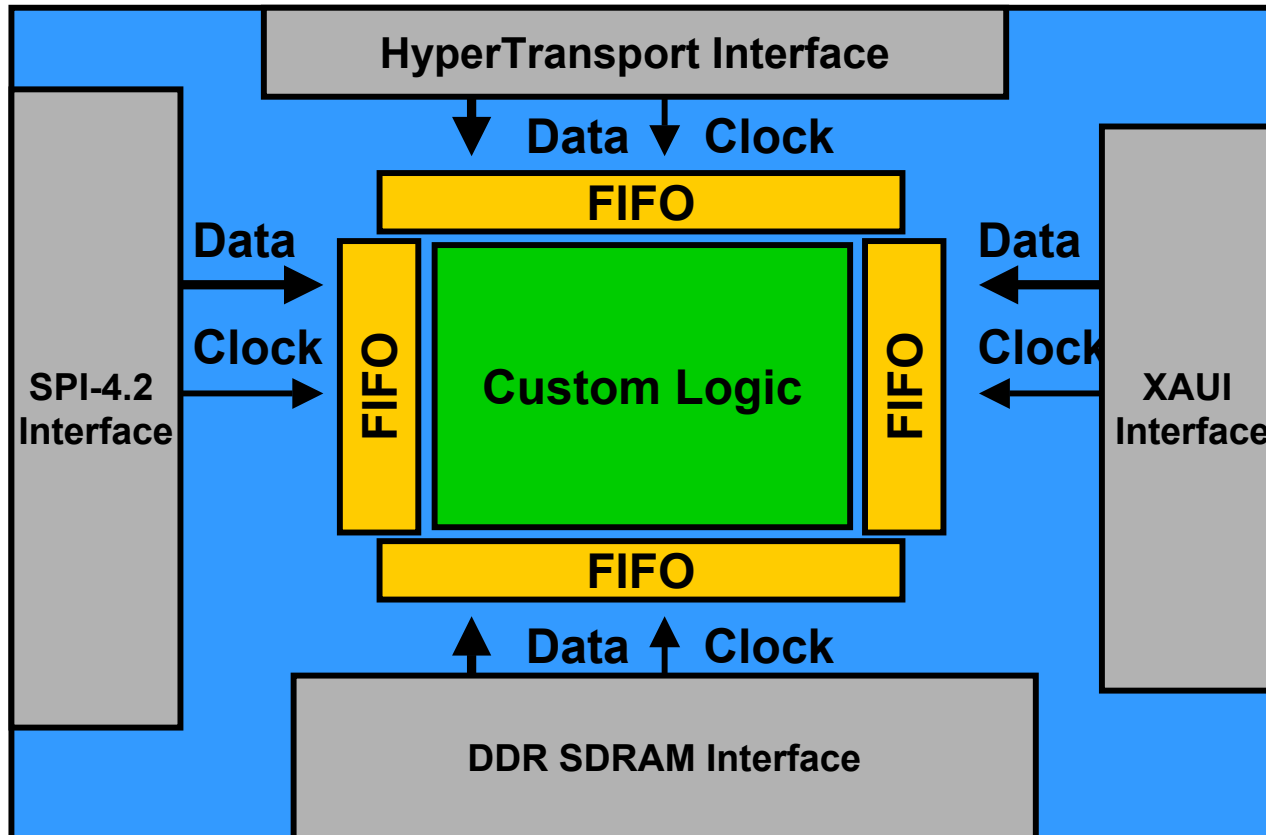 HyperTransport Interface
Data Clock
FIFO
Data
Clock
SPI-4.2
Interface
FIFO
Custom Logic
FIFO
Data
Clock
XAUI
Interface
FIFO
Data Clock
DDR SDRAM Interface